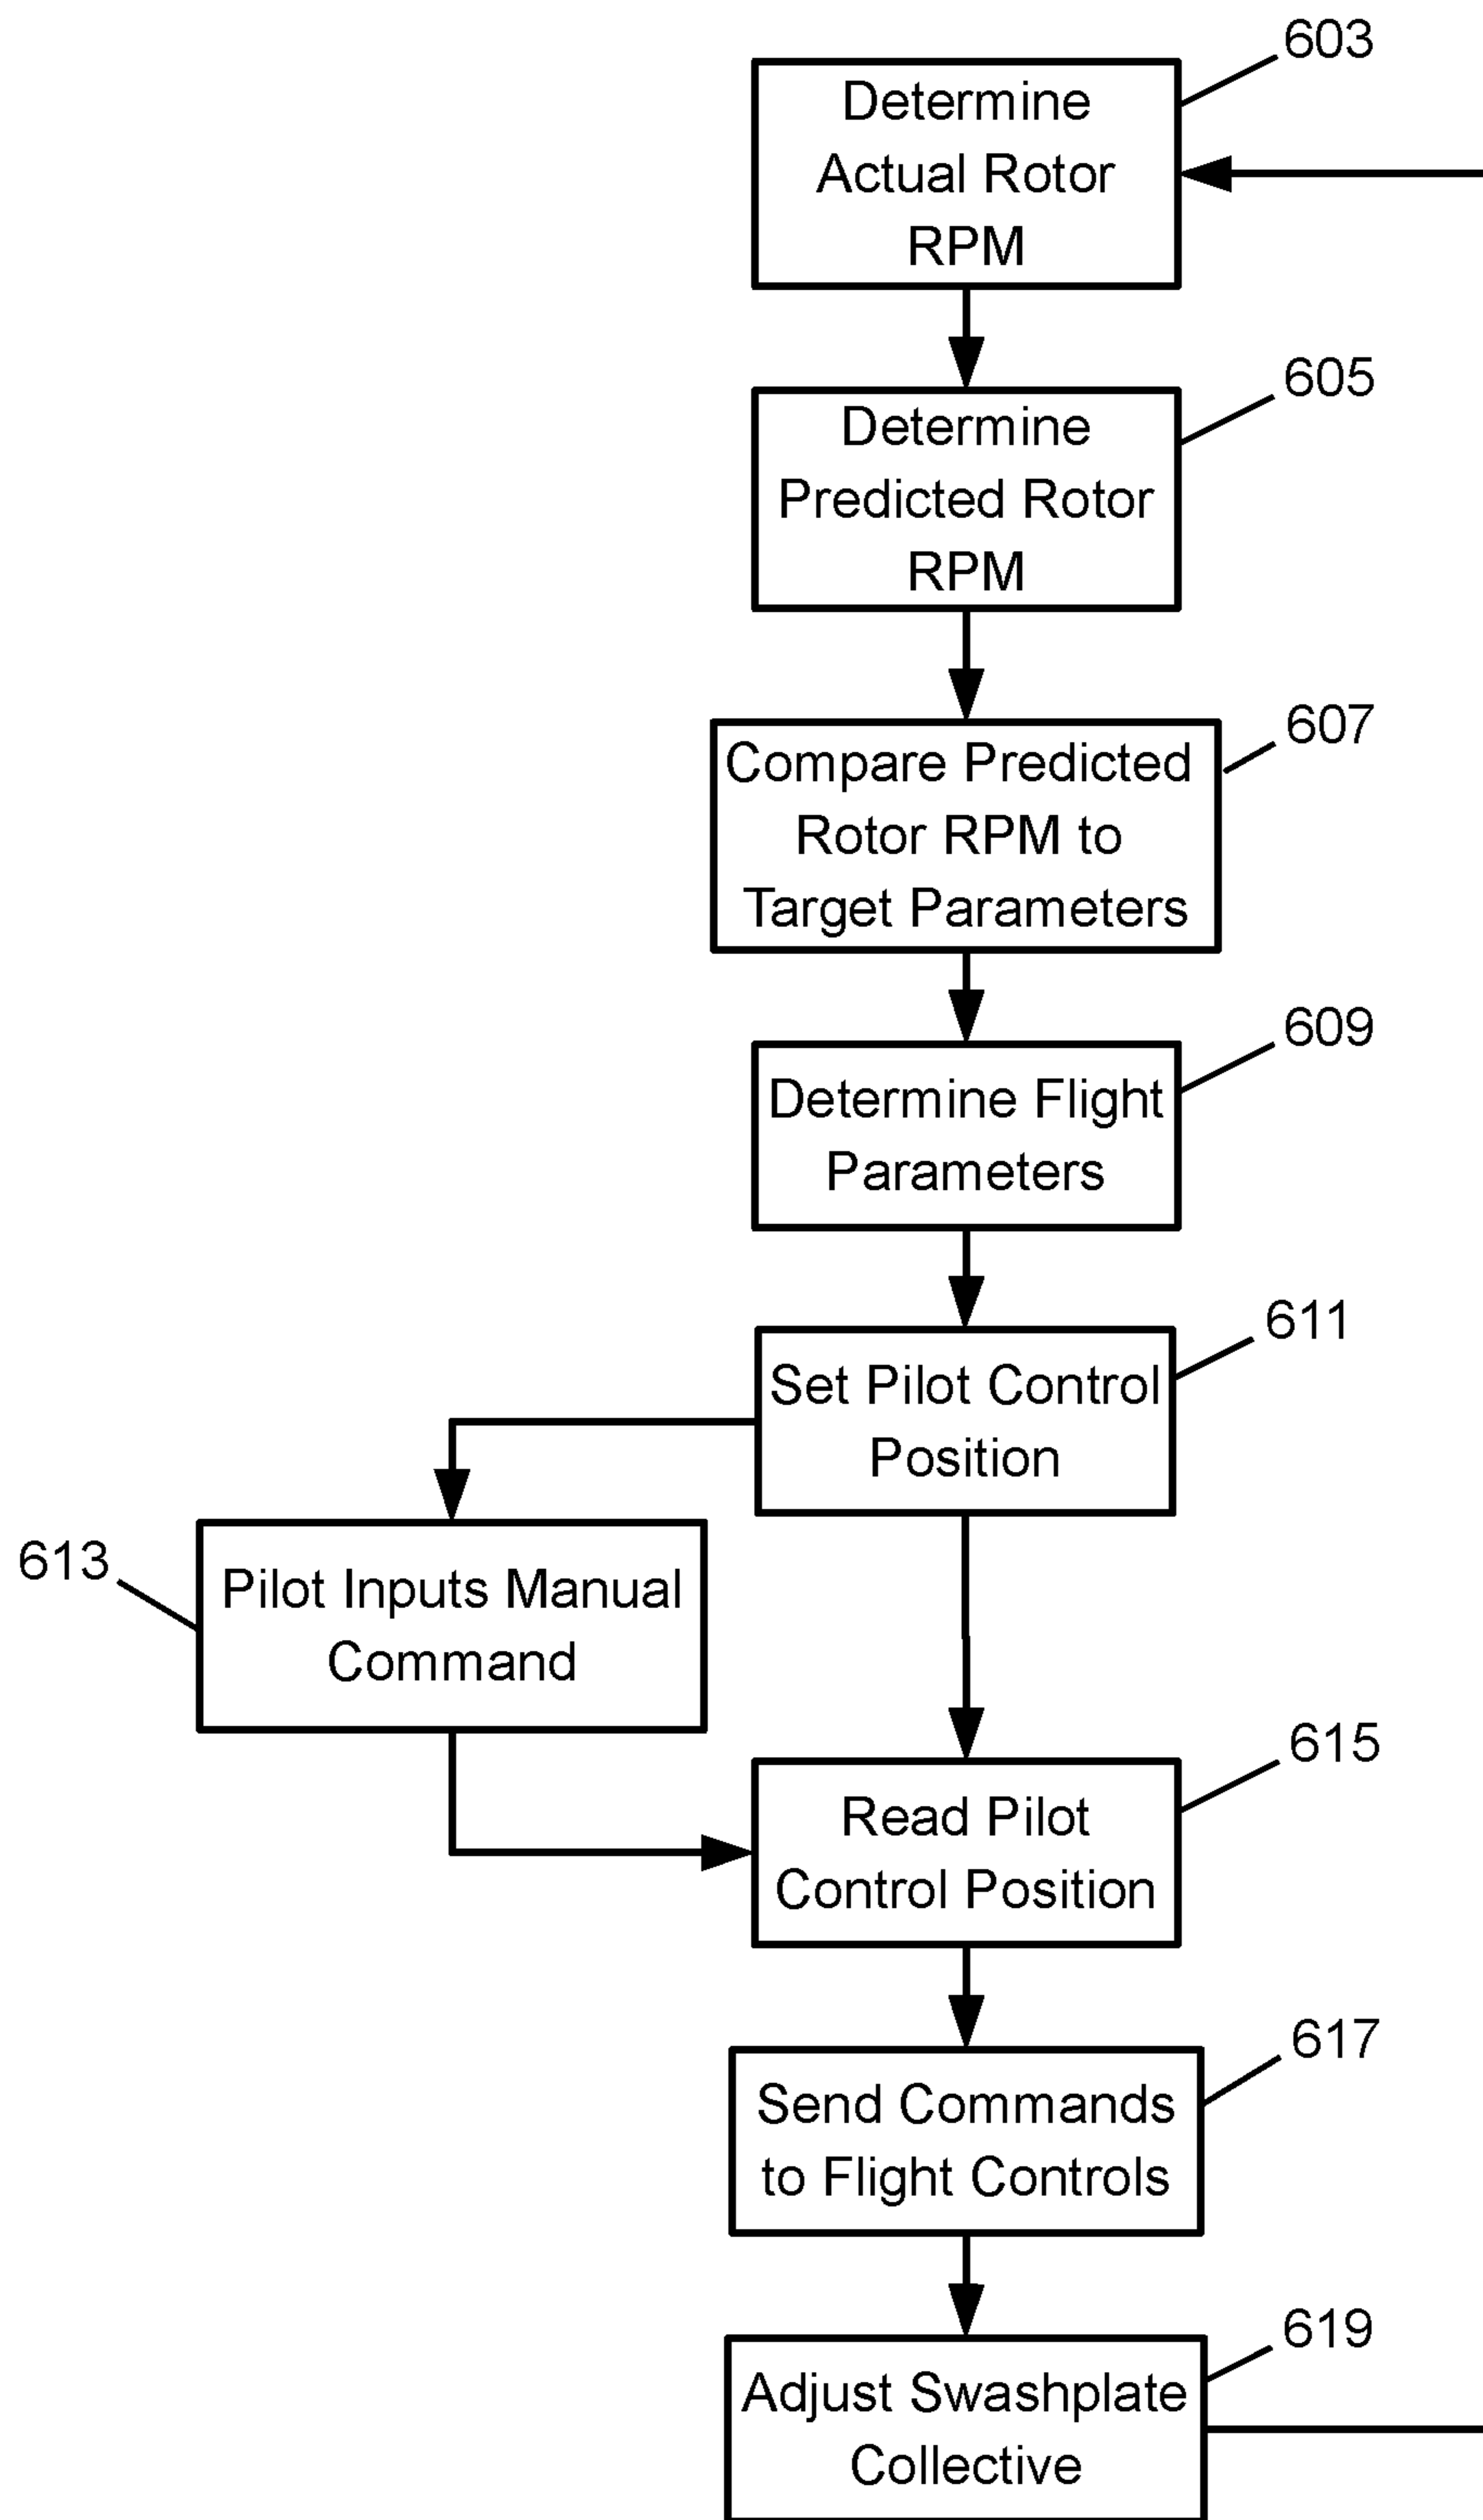 603
Determine
Actual Rotor
RPM
605
Determine
Predicted Rotor
RPM
607
Compare Predicted
Rotor RPM to
Target Parameters
609
Determine Flight
Parameters
611
Set Pilot Control
Position
613
Pilot Inputs Manual
Command
615
Read Pilot
Control Position
617
Send Commands
to Flight Controls
619
Adjust Swashplate
Collective